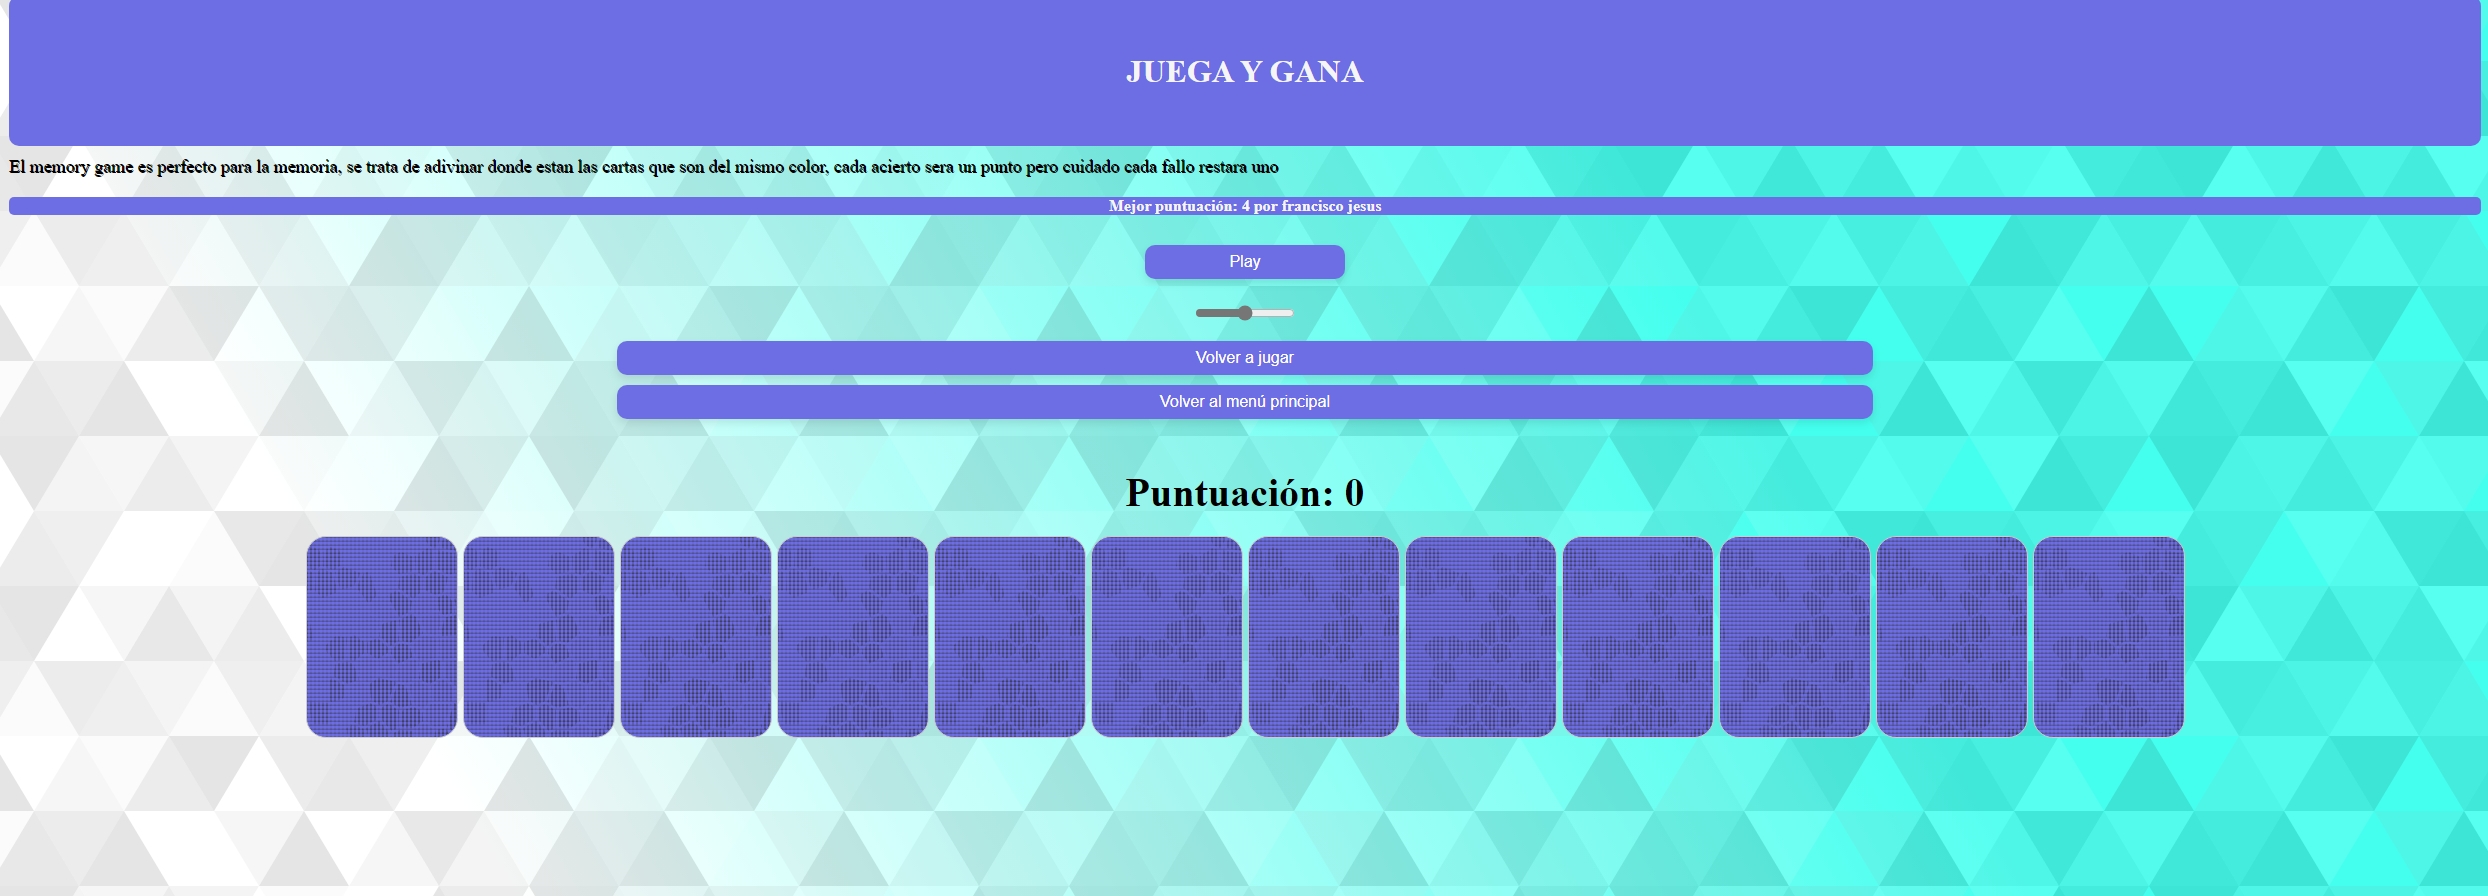 JUEGA Y GANA
El memory game es perfecto para la memoria, se trata de adivinar donde estan las cartas que son del mismo color, cada acierto sera un punto pero cuidado cada fallo restara uno
Mejor puntuación: 4 por francisco jesus
Play
Volver a jugar
Volver al menú principal
Puntuación: 0